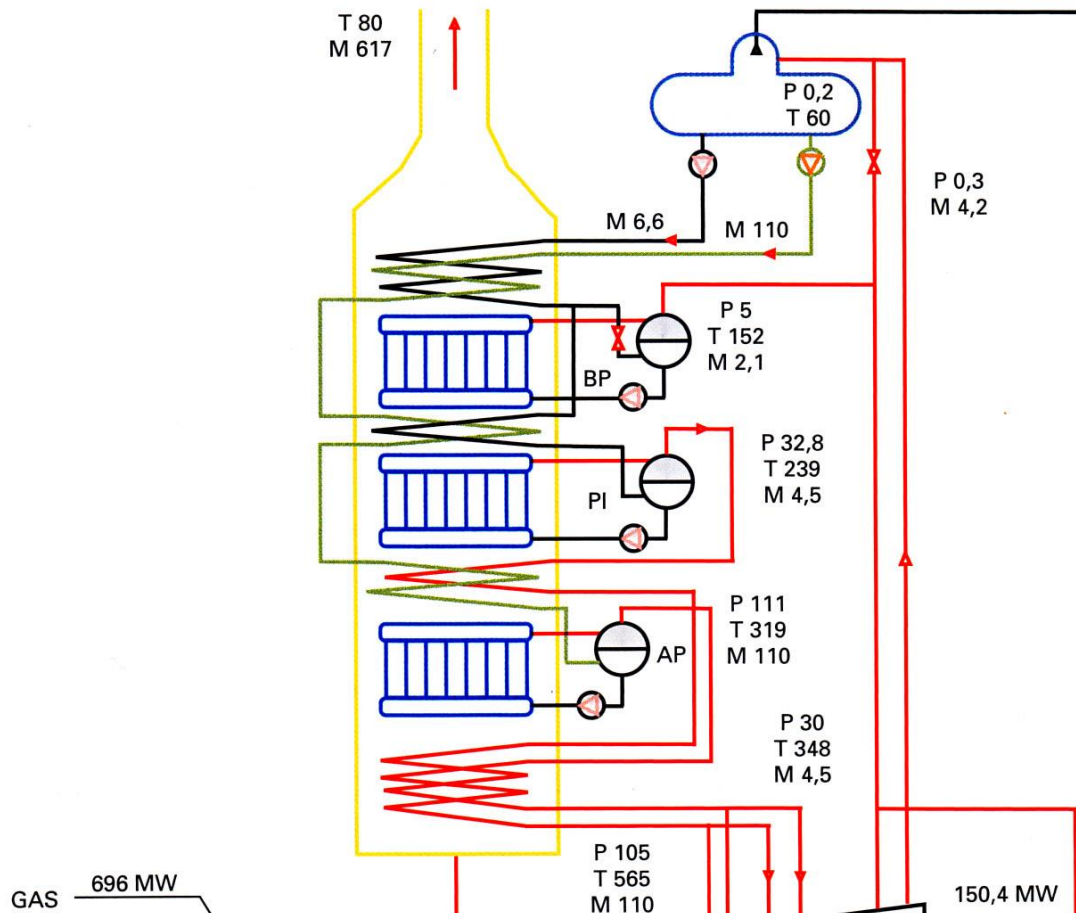 T 80
M 617
P 0,2
T 60
P 0,3
M 4,2
M 6,6
M 110
P 5
T 152
M 2,1
BP
P 32,8
T 239
M 4,5
PI
P 111
T 319
M 110
AP
P 30
T 348
M 4,5
P 105
T 565
M 110
GAS
696 MW
150,4 MW